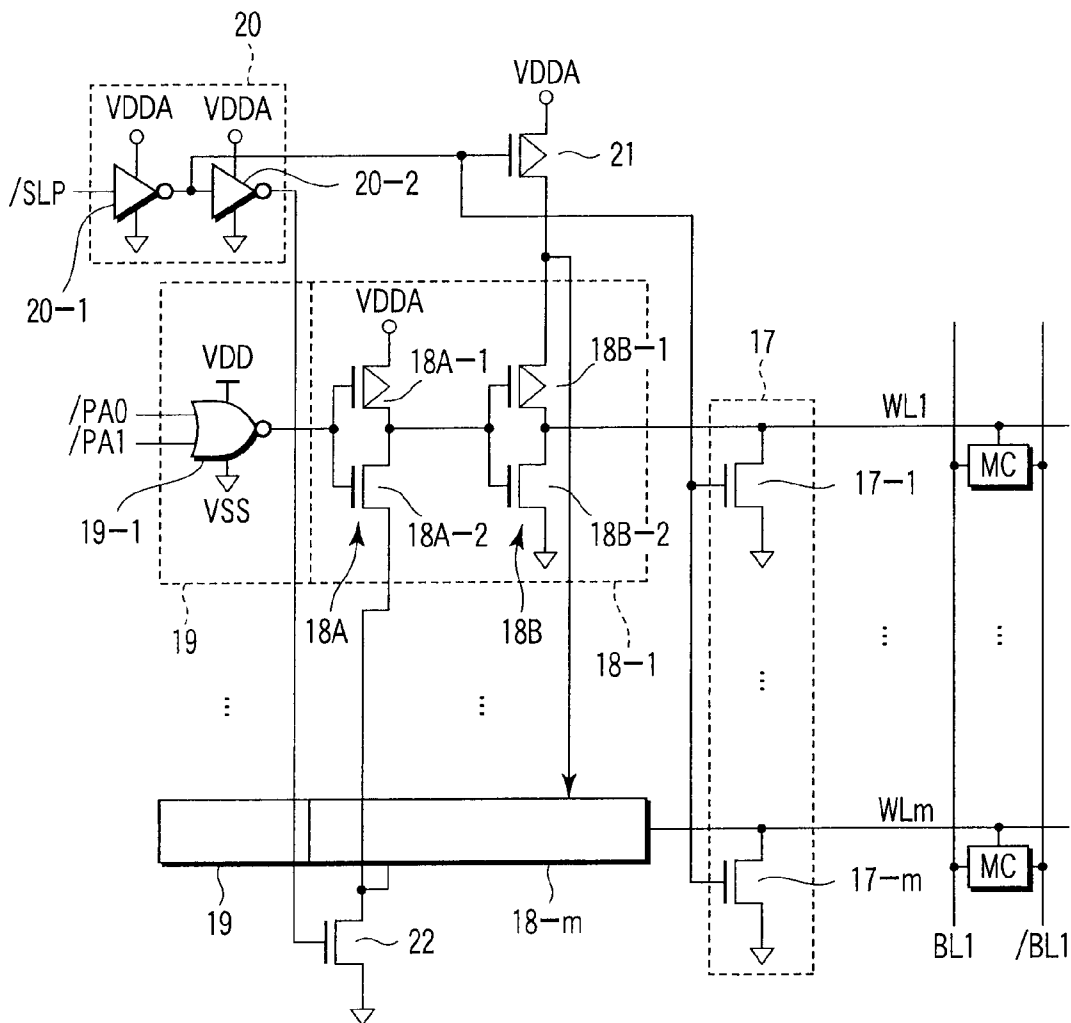 20
VDDA VDDA
VDDA
21
/SLP
20-2
20-1
VDDA
18A-1
18B-1
17
VDD
/PA0
/PA1
WL1
MC
VSS
17-1
19-1
18A-2
18B-2
19
18A
18B
18-1
...
...
...
...
...
WLm
MC
17-m
19
18-m
22
BL1
/BL1